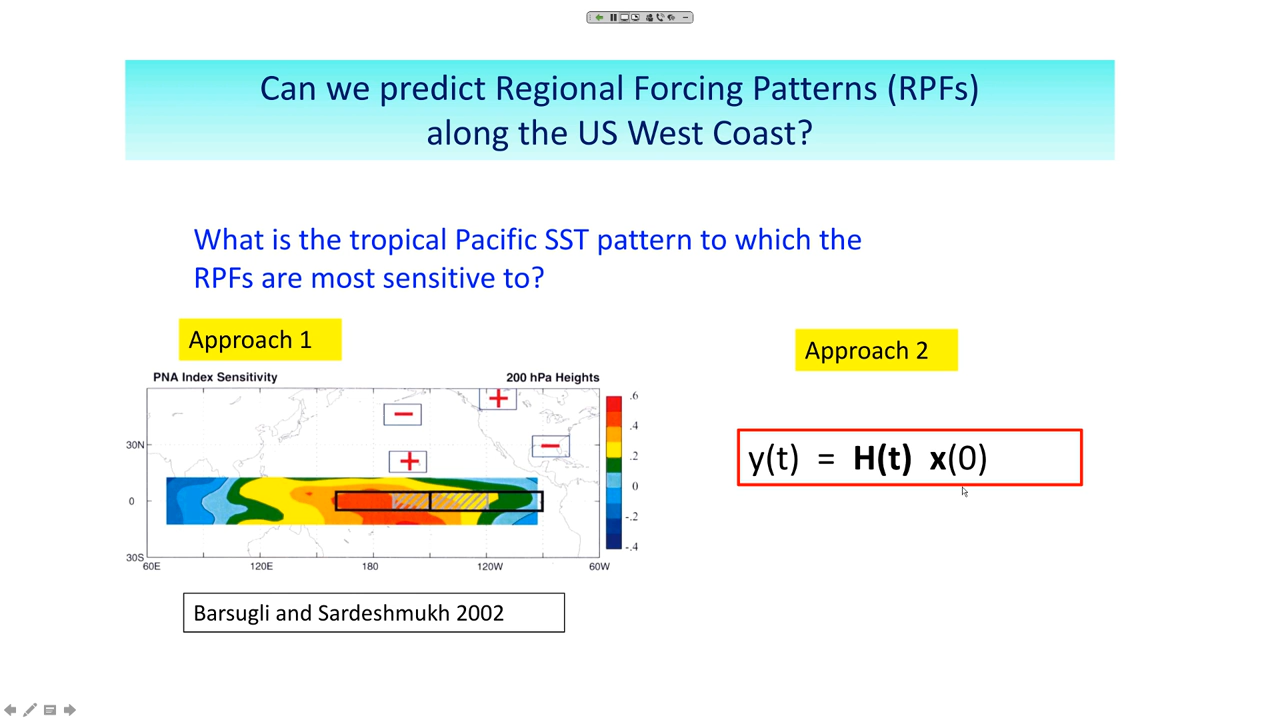 Can we predict Regional Forcing Patterns (RPFs)
along the US West Coast?
What is the tropical Pacific SST pattern to which the
RPFs are most sensitive to?
Approach 1
Approach 2
PNA Index Sensitivity
200 hPa Heights
30N
0
30S
60E
120E
180
120W
60W
+
−
−
+
.6
.4
.2
0
-.2
-.4
y(t) = H(t) x(0)
Barsugli and Sardeshmukh 2002